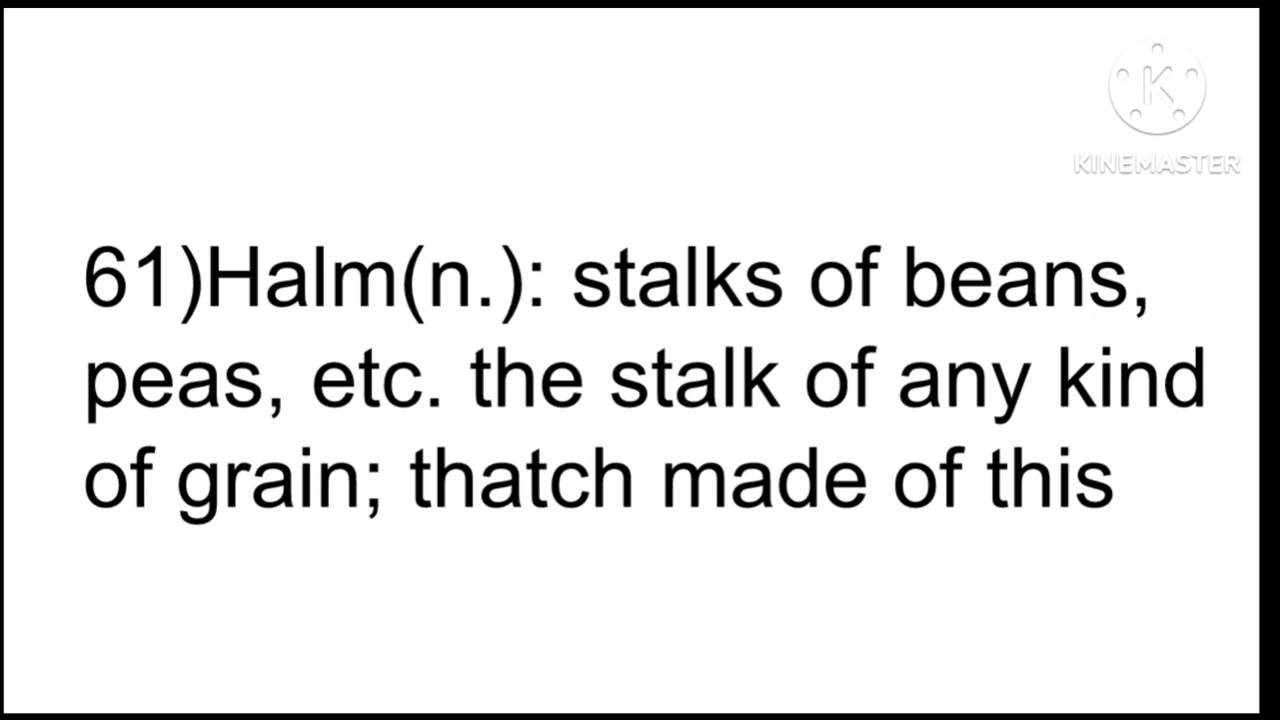 K
KINEMASTER
61)Halm(n.): stalks of beans,
peas, etc. the stalk of any kind
of grain; thatch made of this